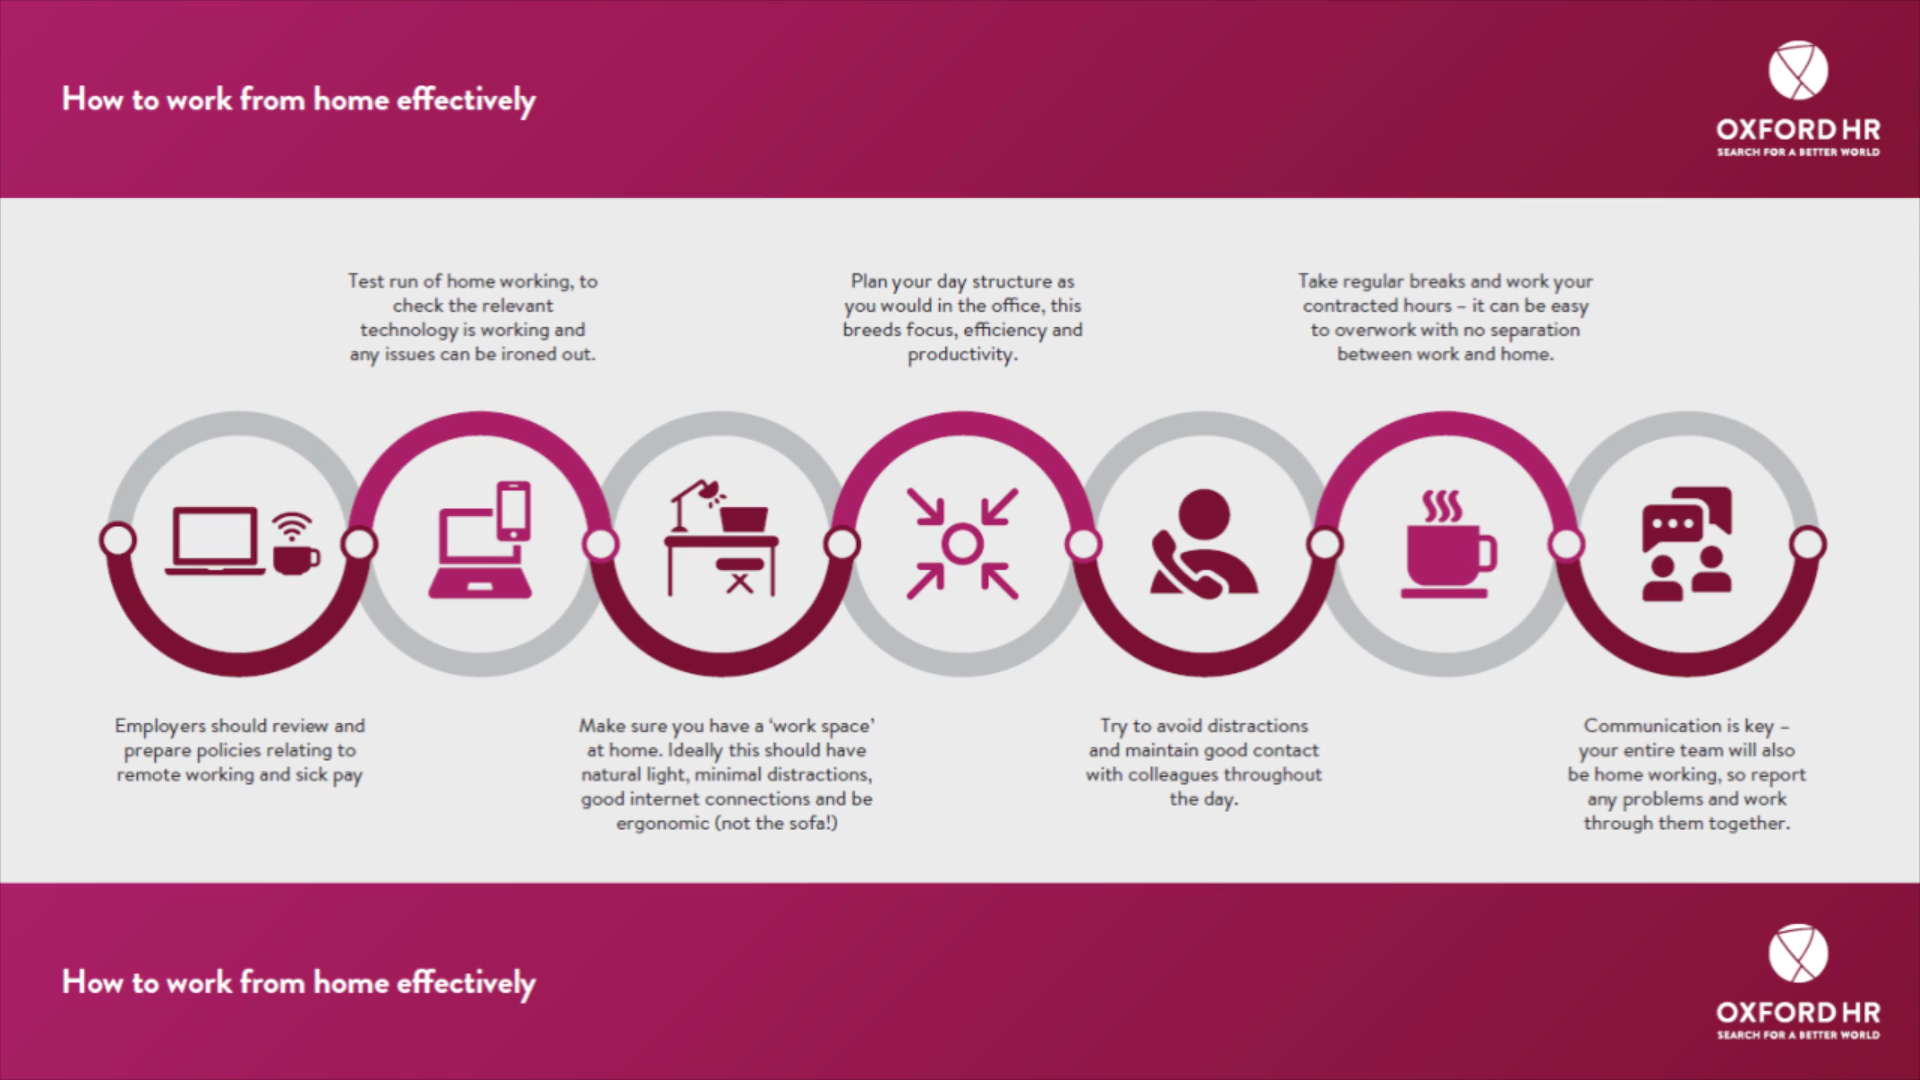 How to work from home effectively
OXFORD HR
SEARCH FOR A BETTER WORLD
Test run of home working, to
check the relevant
technology is working and
any issues can be ironed out.
Plan your day structure as
you would in the office, this
breeds focus, efficiency and
productivity.
Take regular breaks and work your
contracted hours – it can be easy
to overwork with no separation
between work and home.
Employers should review and
prepare policies relating to
remote working and sick pay
Make sure you have a ‘work space’
at home. Ideally this should have
natural light, minimal distractions,
good internet connections and be
ergonomic (not the sofa!)
Try to avoid distractions
and maintain good contact
with colleagues throughout
the day.
Communication is key –
your entire team will also
be home working, so report
any problems and work
through them together.
How to work from home effectively
OXFORD HR
SEARCH FOR A BETTER WORLD